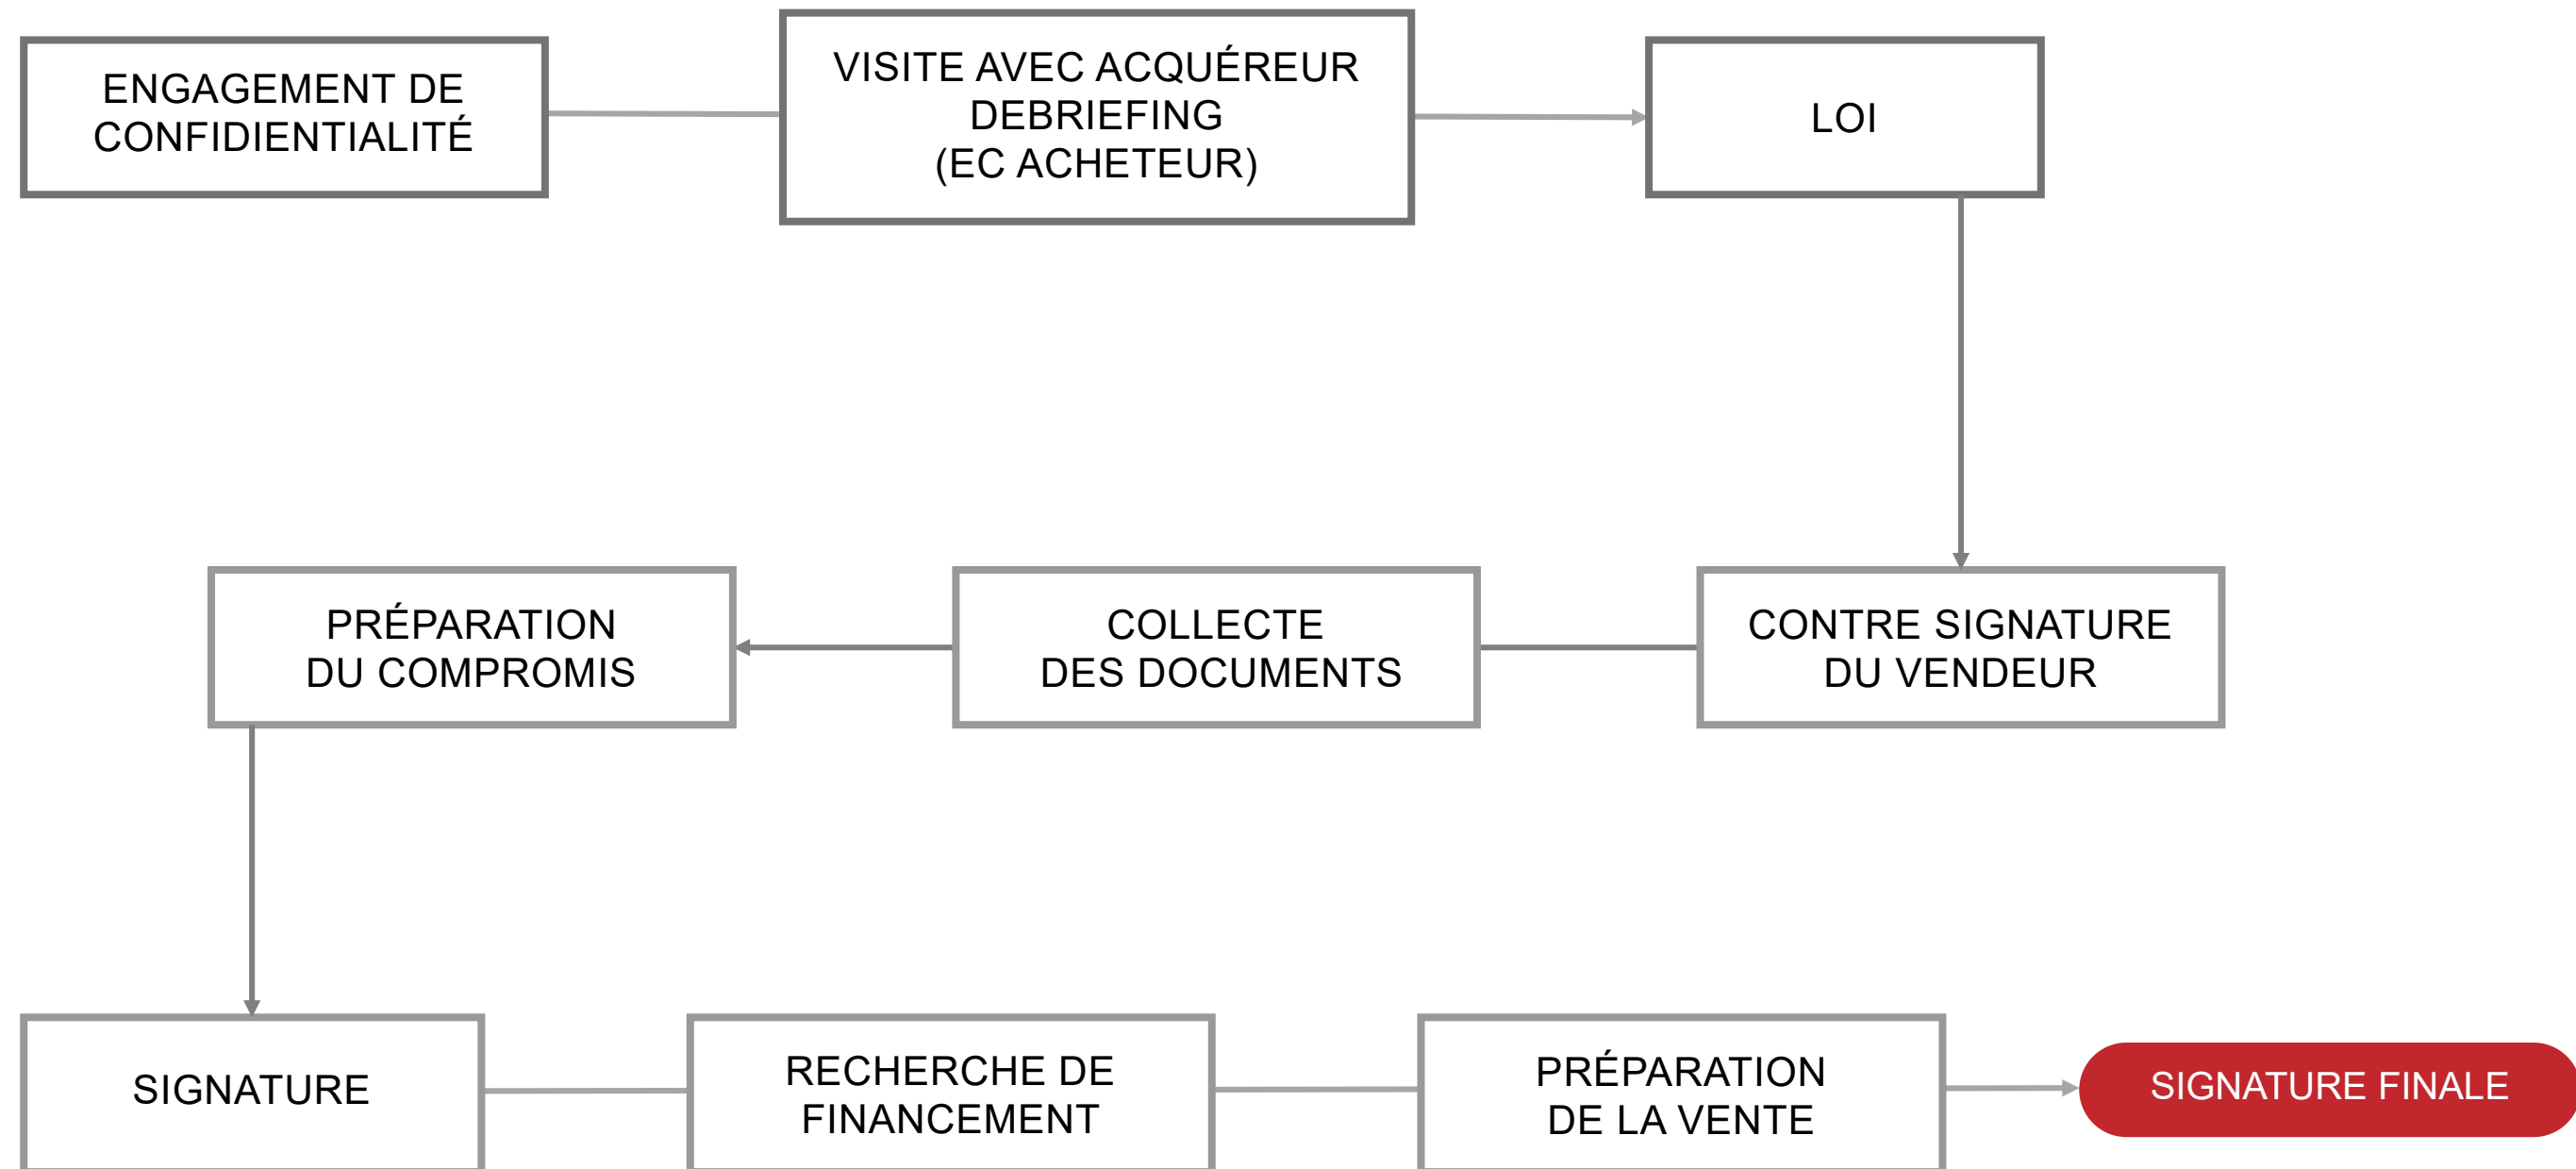 ENGAGEMENT DE
CONFIDIENTIALITÉ
VISITE AVEC ACQUÉREUR
DEBRIEFING
(EC ACHETEUR)
LOI
CONTRE SIGNATURE
DU VENDEUR
COLLECTE
DES DOCUMENTS
PRÉPARATION
DU COMPROMIS
SIGNATURE
RECHERCHE DE
FINANCEMENT
PRÉPARATION
DE LA VENTE
SIGNATURE FINALE